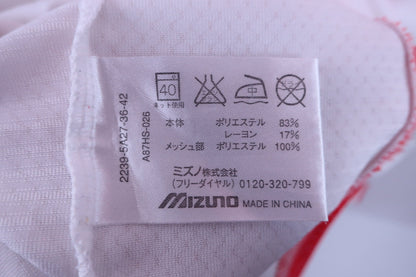 40
中
ネット使用
本体 ポリエステル 83%
レーヨン 17%
メッシュ部 ポリエステル 100%
ミズノ株式会社
(フリーダイヤル) 0120-320-799
MIZUNO MADE IN CHINA
2239-5A27-36-42
A87HS-026